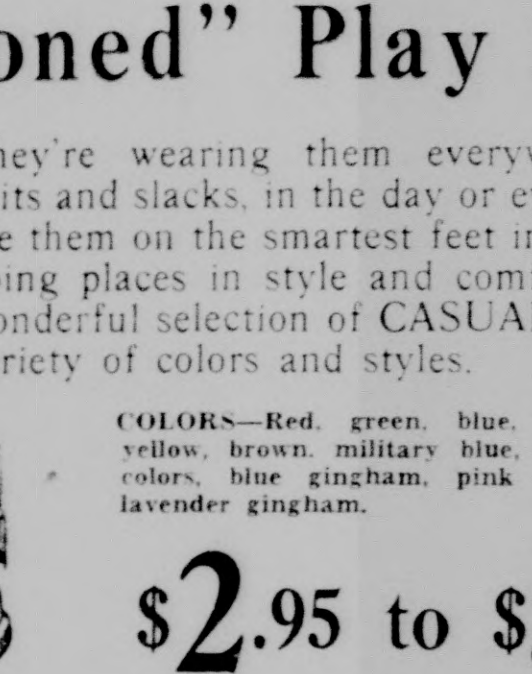 oned” Play
hey're wearing them everyw
its and slacks, in the day or e
e them on the smartest feet in
ing places in style and com
onderful selection of CASUA
riety of colors and styles.
COLORS—Red, green, blue,
yellow, brown, military blue,
colors, blue gingham, pink
lavender gingham.
$2.95 to $